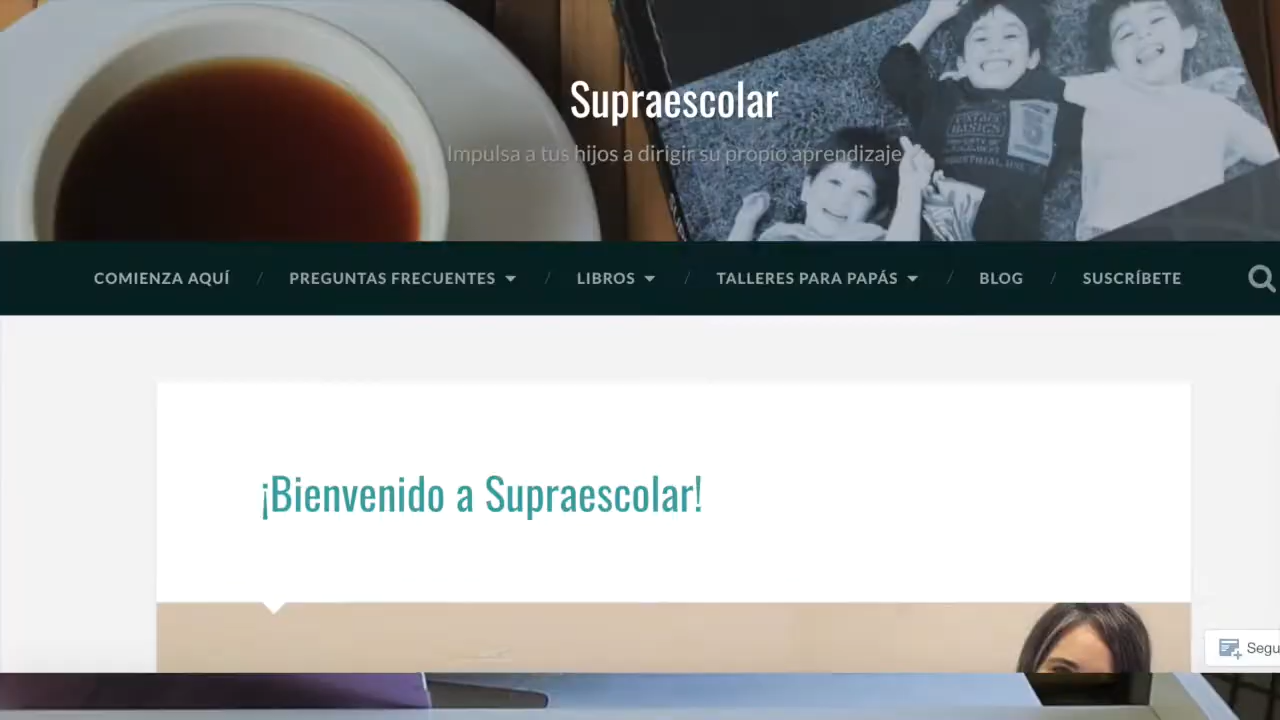 Supraescolar
Impulsa a tus hijos a dirigir su propio aprendizaje
COMIENZA AQUÍ / PREGUNTAS FRECUENTES / LIBROS / TALLERES PARA PAPÁS / BLOG / SUSCRÍBETE
¡Bienvenido a Supraescolar!
Segu